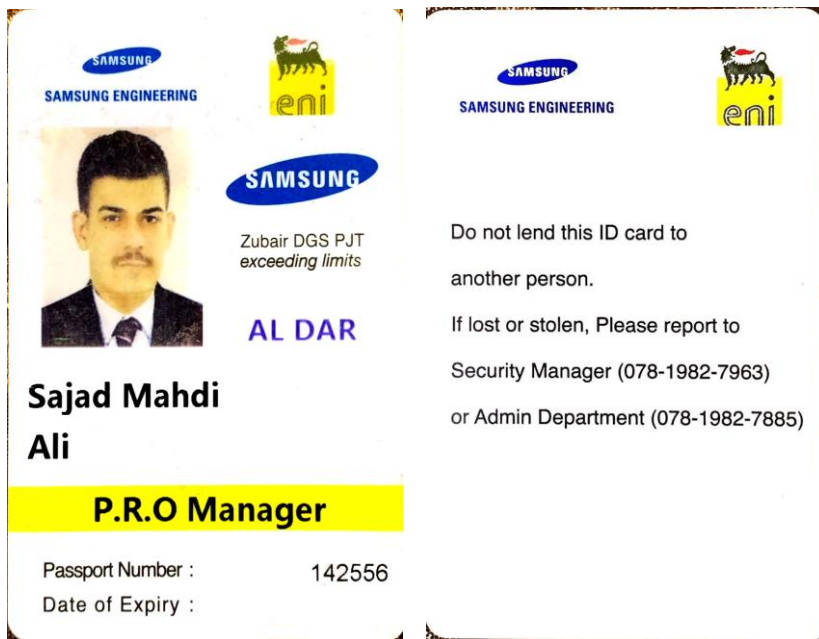 SAMSUNG
SAMSUNG ENGINEERING
eni
SAMSUNG
Zubair DGS PJT
exceeding limits
AL DAR
Sajad Mahdi
Ali
P.R.O Manager
Passport Number : 142556
Date of Expiry :
SAMSUNG
SAMSUNG ENGINEERING
eni
Do not lend this ID card to
another person.
If lost or stolen, Please report to
Security Manager (078-1982-7963)
or Admin Department (078-1982-7885)